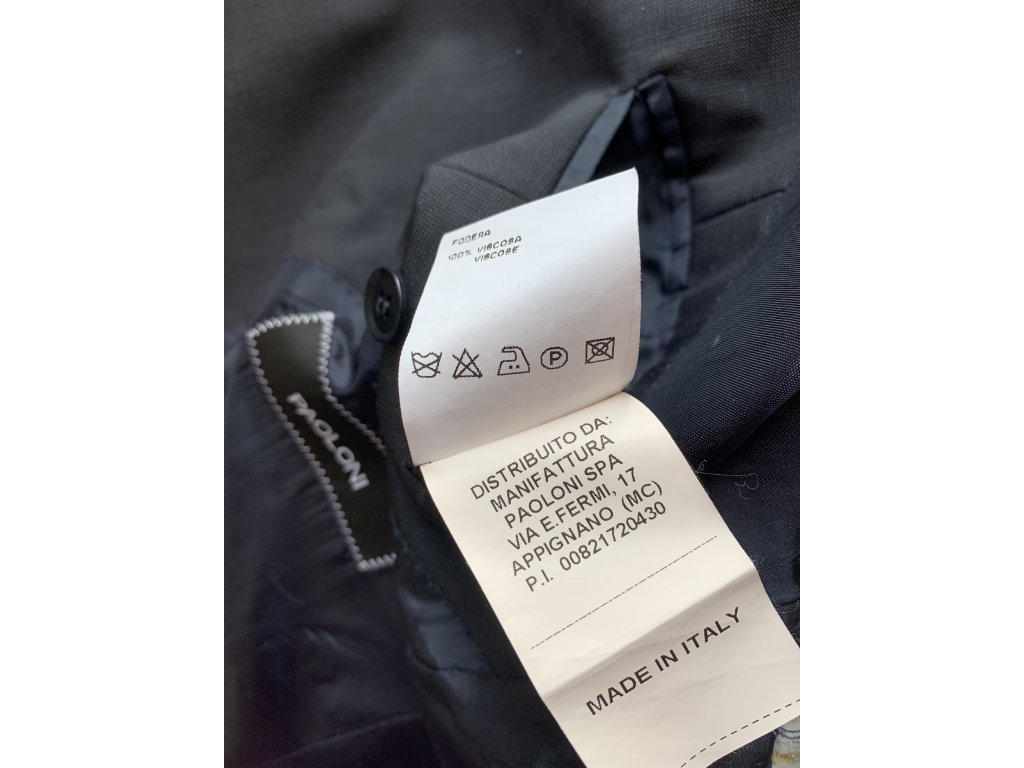 FODERA
100% VISCOSA
VISCOSE
P
PAOLONI
DISTRIBUITO DA:
MANIFATTURA
PAOLONI SPA
VIA E.FERMI, 17
APPIGNANO (MC)
P.I. 00821720430
MADE IN ITALY